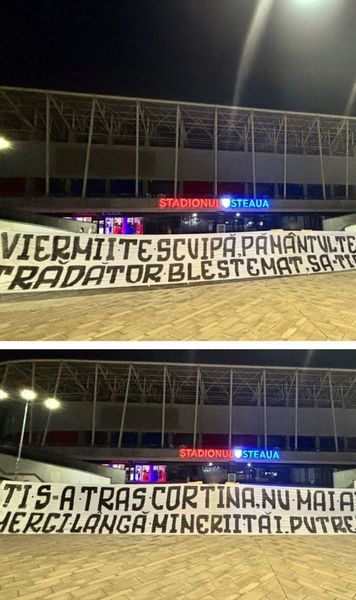 STADIONUL STEAUA
VIERMII TE SCUIPĂ, PĂMÂNTUL TE
TRĂDĂTOR BLESTEMAT, SĂ-ȚI
STADIONUL STEAUA
ȚI S-A TRAS CORTINA, NU MAI AI
MERGI LÂNGĂ MINERII TĂI, PUTRE